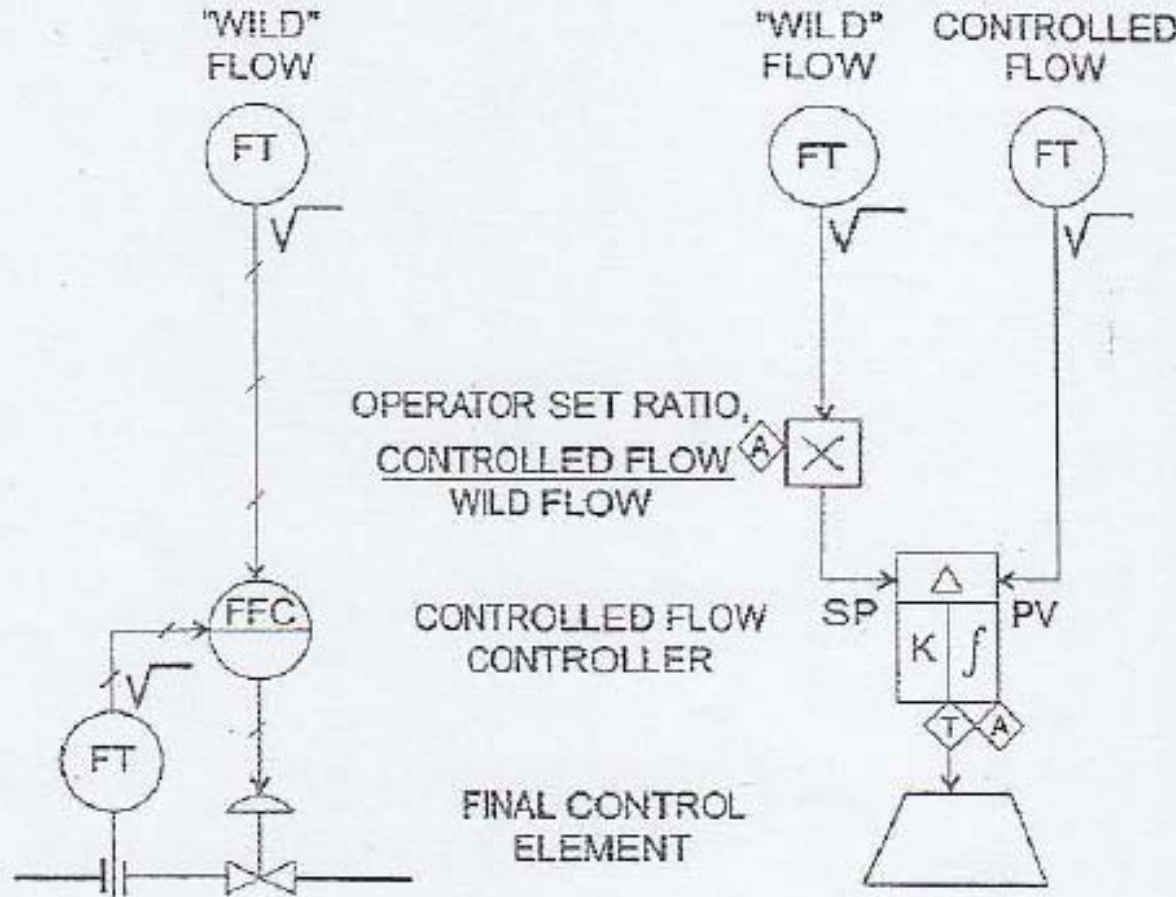 "WILD"
FLOW
"WILD"
FLOW
CONTROLLED
FLOW
FT
FT
FT
√
√
√
OPERATOR SET RATIO,
CONTROLLED FLOW
WILD FLOW
A
×
FFC
CONTROLLED FLOW
CONTROLLER
SP
△
PV
K
∫
√
FT
T
A
FINAL CONTROL
ELEMENT